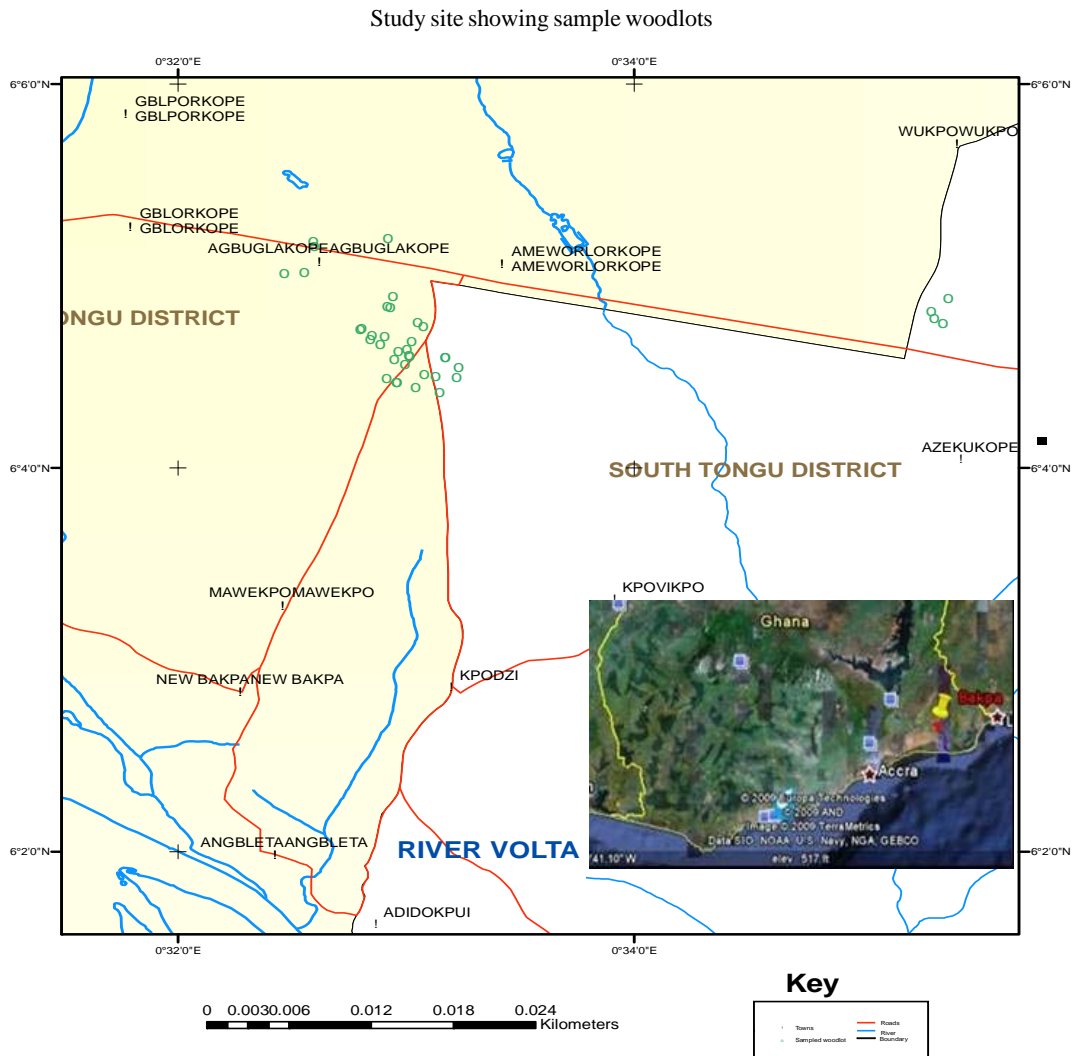 Study site showing sample woodlots
0°32'0"E
0°34'0"E
6°6'0"N
6°6'0"N
GBLPORKOPE
GBLPORKOPE
WUKPOWUKPO
GBLORKOPE
GBLORKOPE
AGBUGLAKOPEAGBUGLAKOPE
AMEWORLORKOPE
AMEWORLORKOPE
ONGU DISTRICT
AZEKUKOPE
6°4'0"N
6°4'0"N
SOUTH TONGU DISTRICT
KPOVIKPO
MAWEKPOMAWEKPO
Ghana
NEW BAKPANEW BAKPA
KPODZI
Bakpa
Accra
© 2009 Europa Technologies
© 2009 AND
Image © 2009 TerraMetrics
Data SIO, NOAA, U.S. Navy, NGA, GEBCO
'41.10" W
elev 517 ft
ANGBLETAANGBLETA
RIVER VOLTA
6°2'0"N
6°2'0"N
ADIDOKPUI
0°32'0"E
0°34'0"E
Key
0 0.0030.006 0.012 0.018 0.024
Kilometers
Towns
Roads
River
Sampled woodlot
Boundary